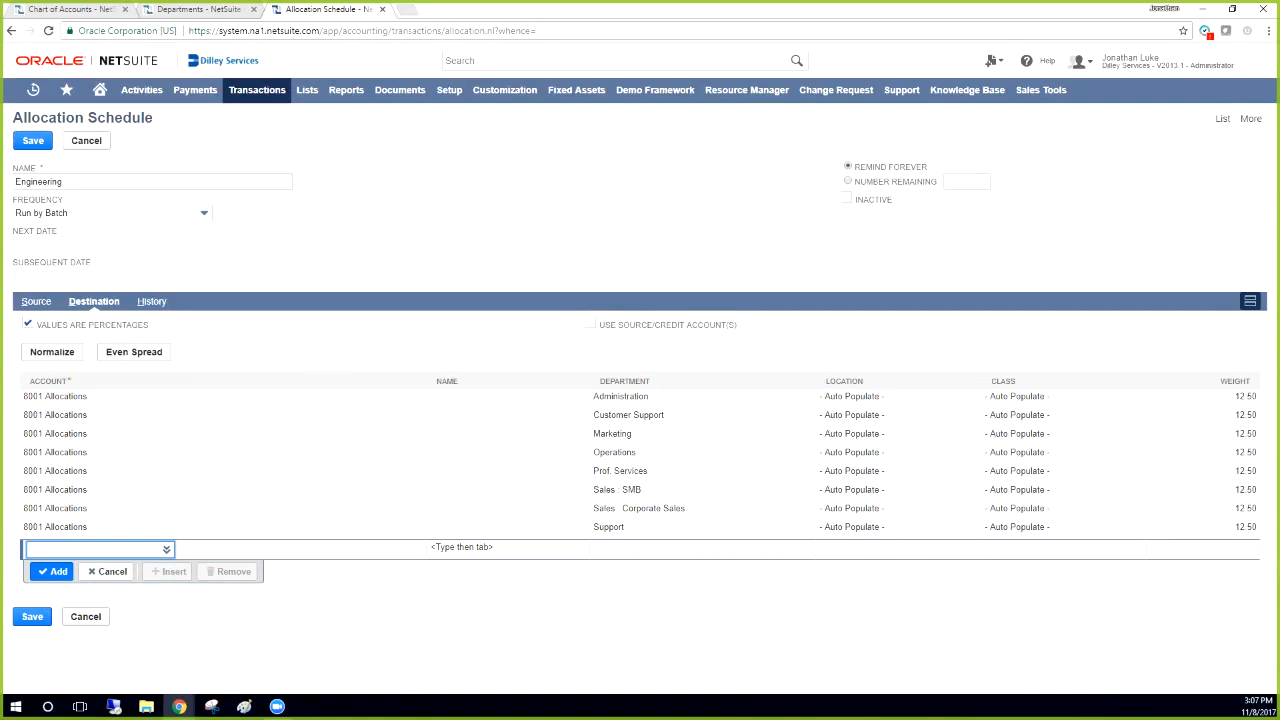 Chart of Accounts - NetS
Departments - NetSuite
Allocation Schedule - Ne
Jonathan
Oracle Corporation [US]
https://system.na1.netsuite.com/app/accounting/transactions/allocation.nl?whence=
ORACLE NETSUITE
Dilley Services
Search
Help
Jonathan Luke
Dilley Services - V2013.1 - Administrator
Activities Payments Transactions Lists Reports Documents Setup Customization Fixed Assets Demo Framework Resource Manager Change Request Support Knowledge Base Sales Tools
Allocation Schedule
List More
Save Cancel
NAME *
Engineering
REMIND FOREVER
NUMBER REMAINING
FREQUENCY
INACTIVE
Run by Batch
NEXT DATE
SUBSEQUENT DATE
Source Destination History
VALUES ARE PERCENTAGES
USE SOURCE/CREDIT ACCOUNT(S)
Normalize Even Spread
ACCOUNT* NAME DEPARTMENT LOCATION CLASS WEIGHT
8001 Allocations Administration - Auto Populate - - Auto Populate - 12.50
8001 Allocations Customer Support - Auto Populate - - Auto Populate - 12.50
8001 Allocations Marketing - Auto Populate - - Auto Populate - 12.50
8001 Allocations Operations - Auto Populate - - Auto Populate - 12.50
8001 Allocations Prof. Services - Auto Populate - - Auto Populate - 12.50
8001 Allocations Sales : SMB - Auto Populate - - Auto Populate - 12.50
8001 Allocations Sales Corporate Sales - Auto Populate - - Auto Populate - 12.50
8001 Allocations Support - Auto Populate - - Auto Populate - 12.50
<Type then tab>
Add Cancel Insert Remove
Save Cancel
3:07 PM
11/8/2017